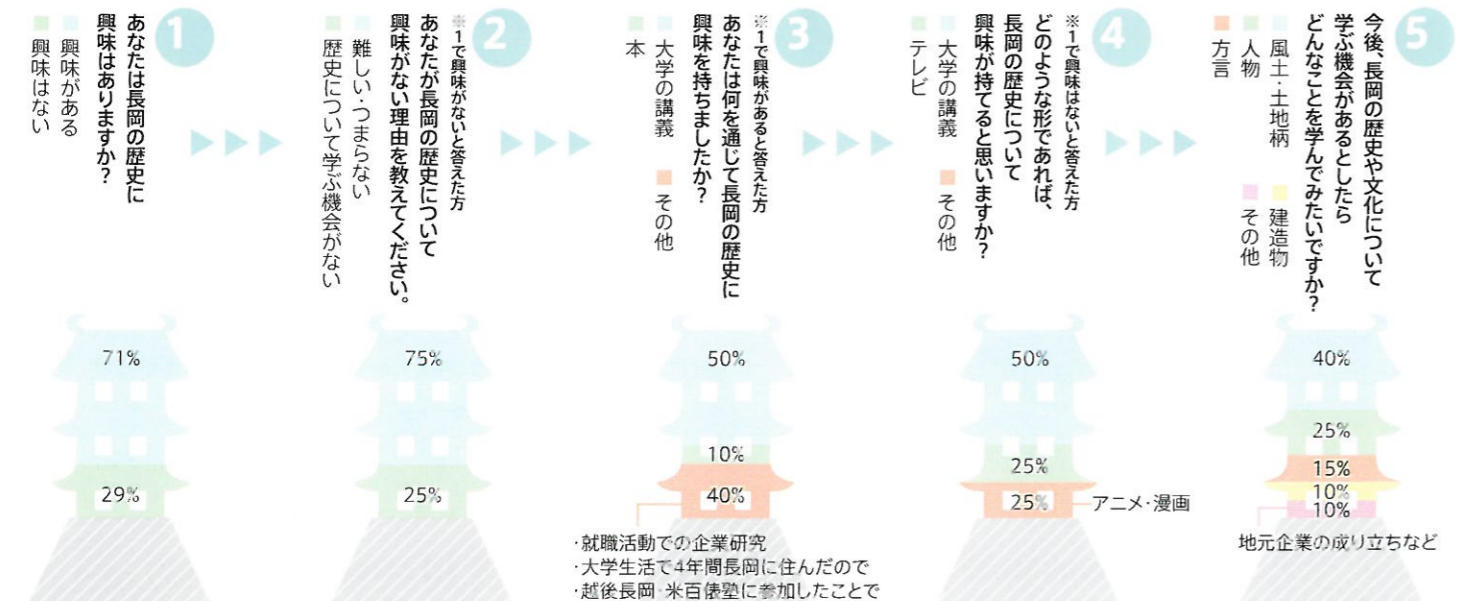 1
あなたは長岡の歴史に
興味はありますか?
興味がある
興味はない
71%
29%
2
※1で興味がないと答えた方
あなたが長岡の歴史について
興味がない理由を教えてください。
難しい・つまらない
歴史について学ぶ機会がない
75%
25%
3
※1で興味があると答えた方
あなたは何を通じて長岡の歴史に
興味を持ちましたか?
大学の講義
その他
本
50%
10%
40%
・就職活動での企業研究
・大学生活で4年間長岡に住んだので
・越後長岡・米百俵塾に参加したことで
4
※1で興味はないと答えた方
どのような形であれば、
長岡の歴史について
興味が持てると思いますか?
大学の講義
その他
テレビ
50%
25%
25%
アニメ・漫画
5
今後、長岡の歴史や文化について
学ぶ機会があるとしたら
どんなことを学んでみたいですか?
風土・土地柄
建造物
人物
その他
方言
40%
25%
15%
10%
10%
地元企業の成り立ちなど